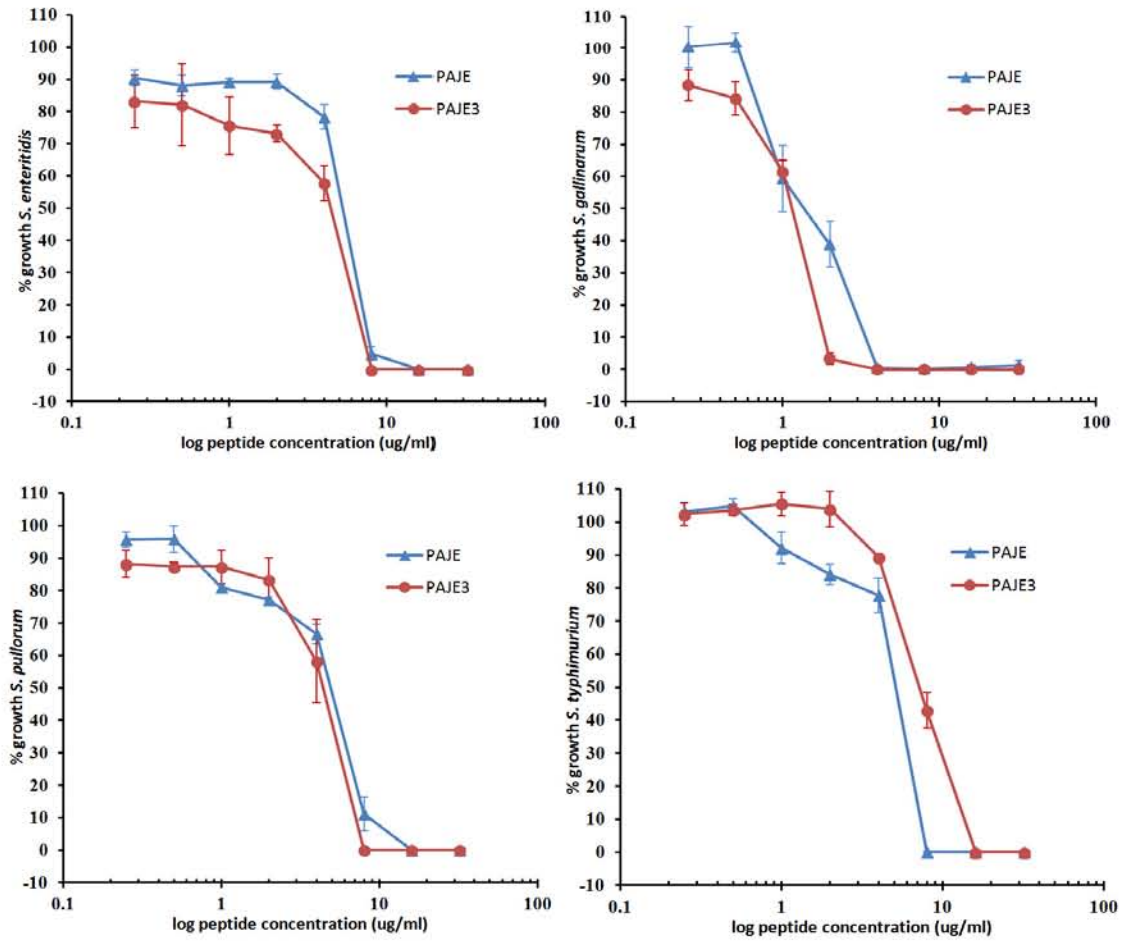 110
100
90
80
70
60
50
40
30
20
10
0
-10
% growth S. enteritidis
PAJE
PAJE3
0.1 1 10 100
log peptide concentration (ug/ml)
110
100
90
80
70
60
50
40
30
20
10
0
-10
% growth S. gallinarum
PAJE
PAJE3
0.1 1 10 100
log peptide concentration (ug/ml)
110
100
90
80
70
60
50
40
30
20
10
0
-10
% growth S. pullorum
PAJE
PAJE3
0.1 1 10 100
log peptide concentration (ug/ml)
110
100
90
80
70
60
50
40
30
20
10
0
-10
% growth S. typhimurium
PAJE
PAJE3
0.1 1 10 100
log peptide concentration (ug/ml)